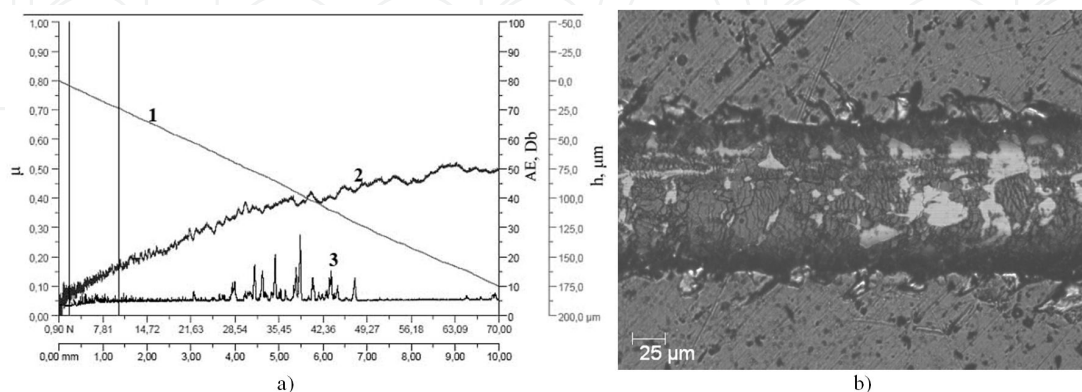 1,00 100 -50,0
0,90 90 -25,0
0,80 80 -0,0
0,70 70 25,0
0,60 60 50,0
0,50 50 75,0
0,40 40 100,0
0,30 30 125,0
0,20 20 150,0
0,10 10 175,0
0,00 0 200,0 µm
µ
AE, Db
h, µm
1
2
3
0,90 N 7,81 14,72 21,63 28,54 35,45 42,36 49,27 56,18 63,09 70,00
0,00 mm 1,00 2,00 3,00 4,00 5,00 6,00 7,00 8,00 9,00 10,00
25 µm
a)
b)